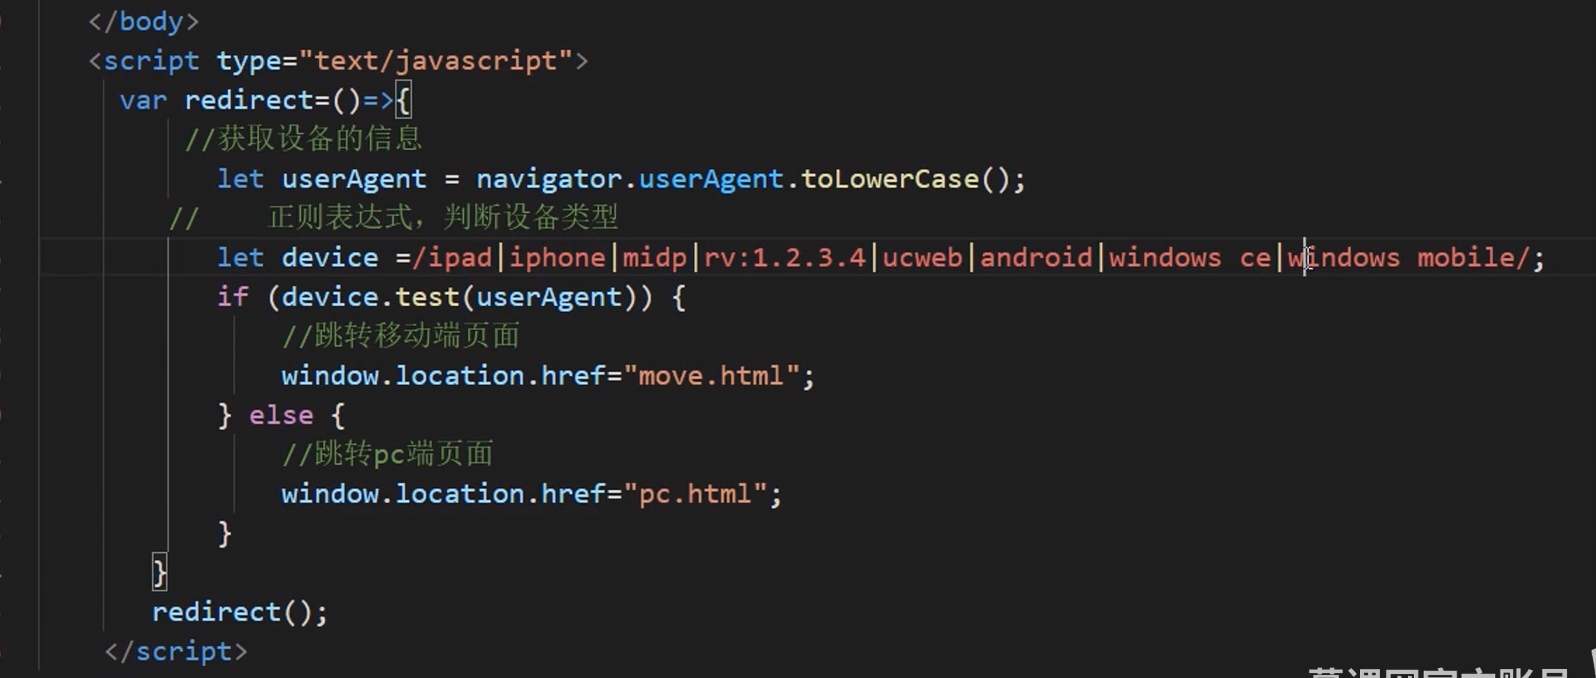 </body>
<script type="text/javascript">
var redirect=()=>{
//获取设备的信息
let userAgent = navigator.userAgent.toLowerCase();
// 正则表达式，判断设备类型
let device =/ipad|iphone|midp|rv:1.2.3.4|ucweb|android|windows ce|windows mobile/;
if (device.test(userAgent)) {
//跳转移动端页面
window.location.href="move.html";
} else {
//跳转pc端页面
window.location.href="pc.html";
}
}
redirect();
</script>